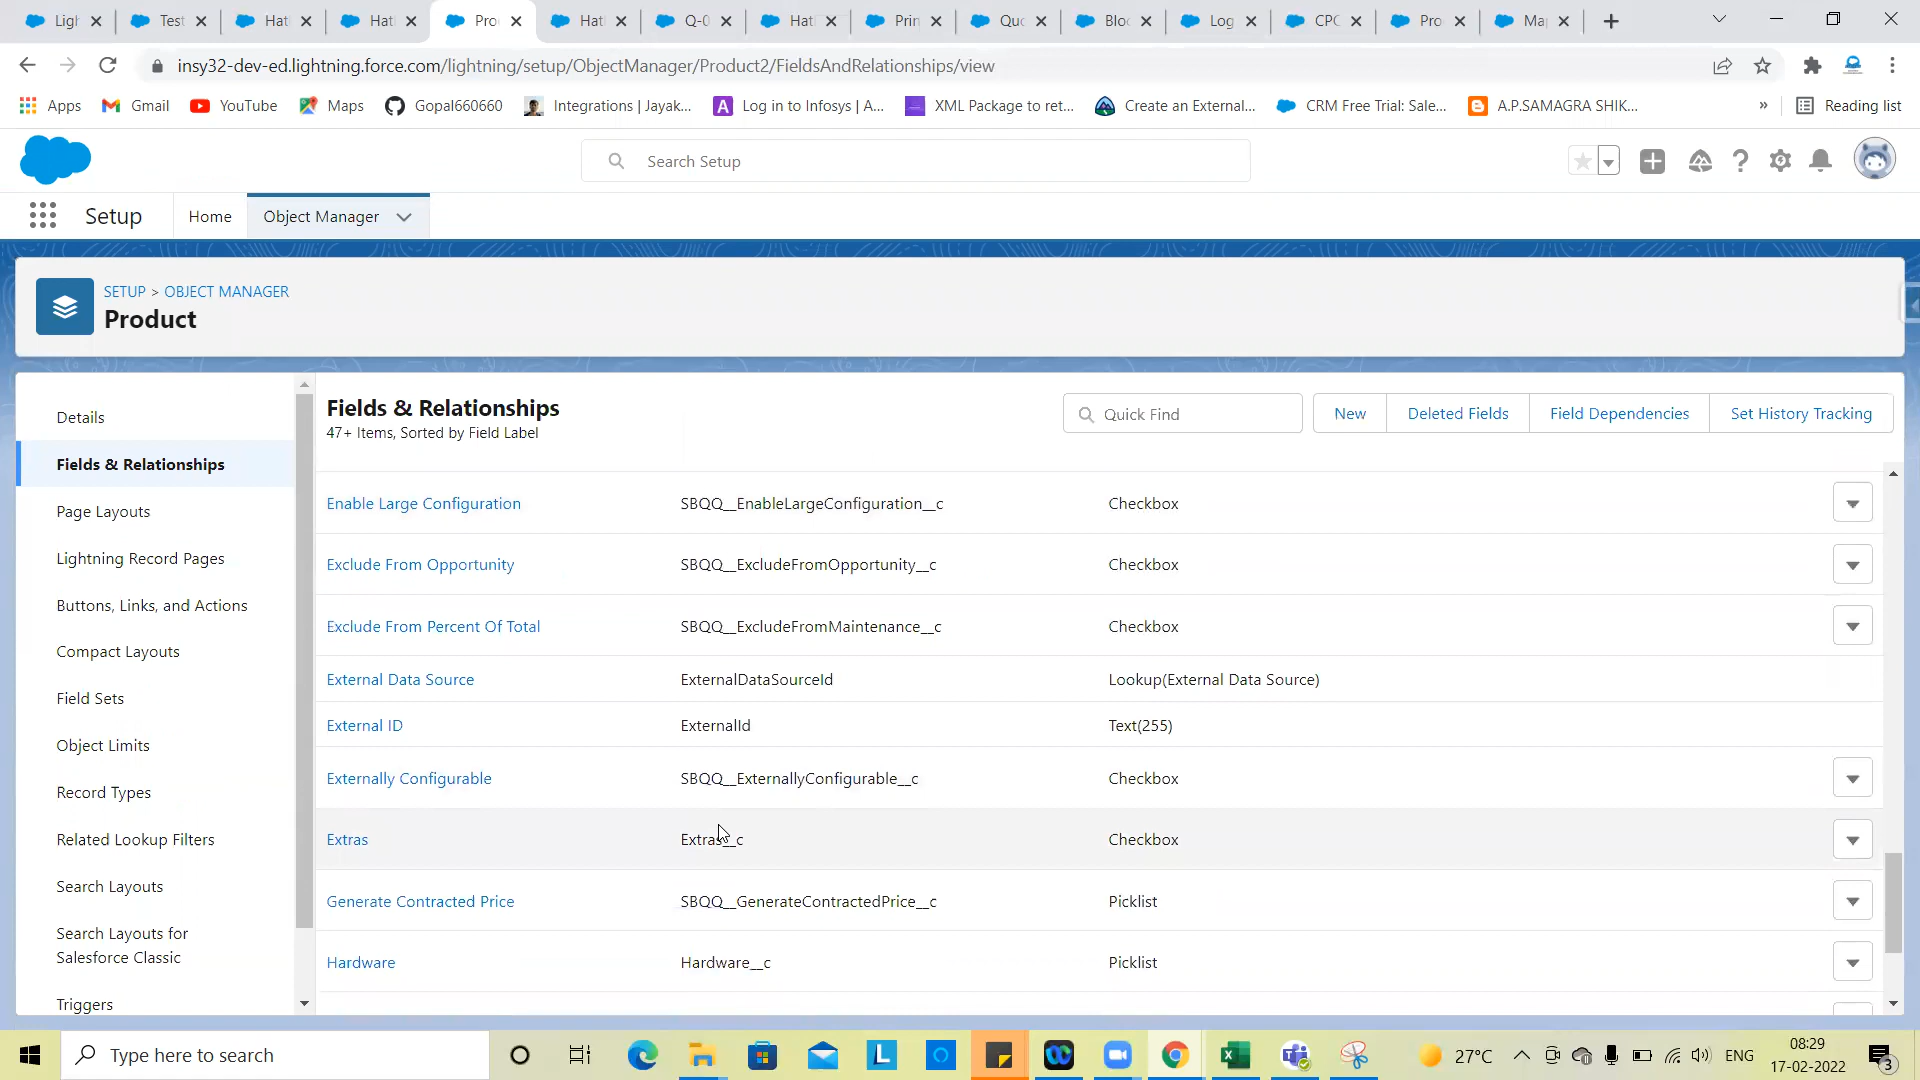 Ligh
Test
Hatl
Hatl
Pro
Hatl
Q-0
Hatl
Prin
Quo
Bloc
Log
CPC
Pro
Ma
insy32-dev-ed.lightning.force.com/lightning/setup/ObjectManager/Product2/FieldsAndRelationships/view
Apps Gmail YouTube Maps Gopal660660 Integrations | Jayak... Log in to Infosys | A... XML Package to ret... Create an External... CRM Free Trial: Sale... A.P.SAMAGRA SHIK... » Reading list
Search Setup
Setup Home Object Manager
SETUP > OBJECT MANAGER
Product
Details
Fields & Relationships
Page Layouts
Lightning Record Pages
Buttons, Links, and Actions
Compact Layouts
Field Sets
Object Limits
Record Types
Related Lookup Filters
Search Layouts
Search Layouts for
Salesforce Classic
Triggers
Fields & Relationships
47+ Items, Sorted by Field Label
Quick Find New Deleted Fields Field Dependencies Set History Tracking
Enable Large Configuration SBQQ__EnableLargeConfiguration__c Checkbox
Exclude From Opportunity SBQQ__ExcludeFromOpportunity__c Checkbox
Exclude From Percent Of Total SBQQ__ExcludeFromMaintenance__c Checkbox
External Data Source ExternalDataSourceId Lookup(External Data Source)
External ID ExternalId Text(255)
Externally Configurable SBQQ__ExternallyConfigurable__c Checkbox
Extras Extras__c Checkbox
Generate Contracted Price SBQQ__GenerateContractedPrice__c Picklist
Hardware Hardware__c Picklist
Type here to search
27°C
ENG
08:29
17-02-2022
3